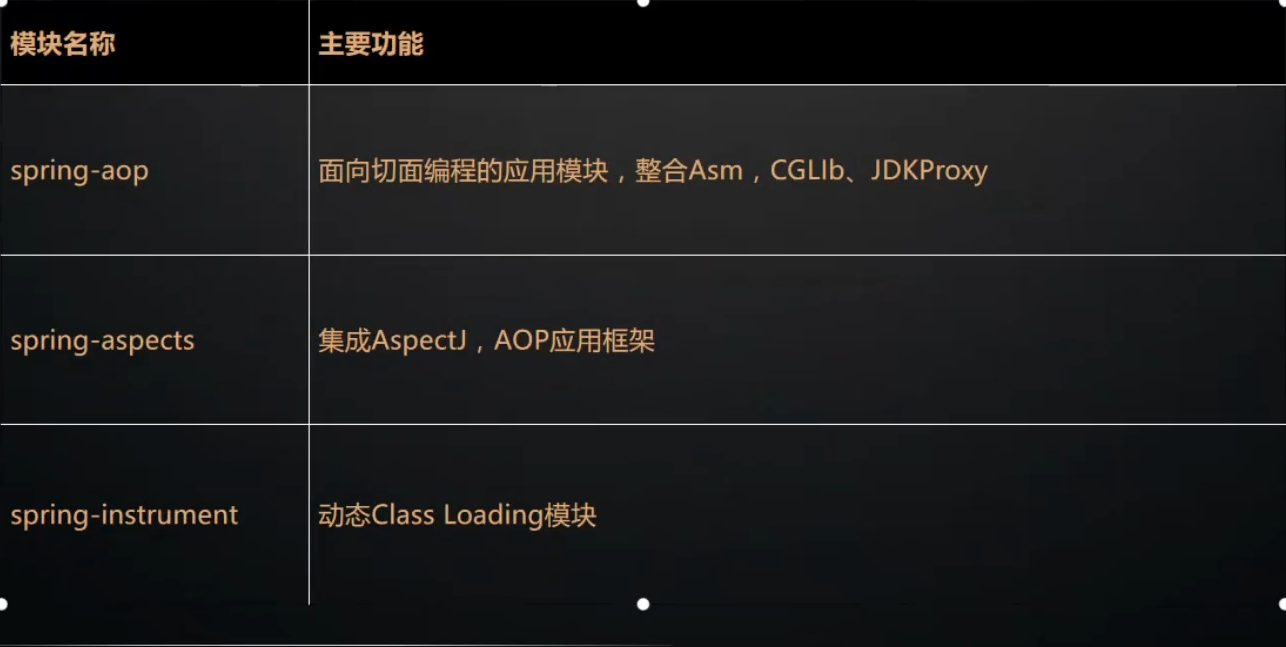 模块名称 主要功能
spring-aop 面向切面编程的应用模块，整合Asm，CGLIb、JDKProxy
spring-aspects 集成AspectJ，AOP应用框架
spring-instrument 动态Class Loading模块